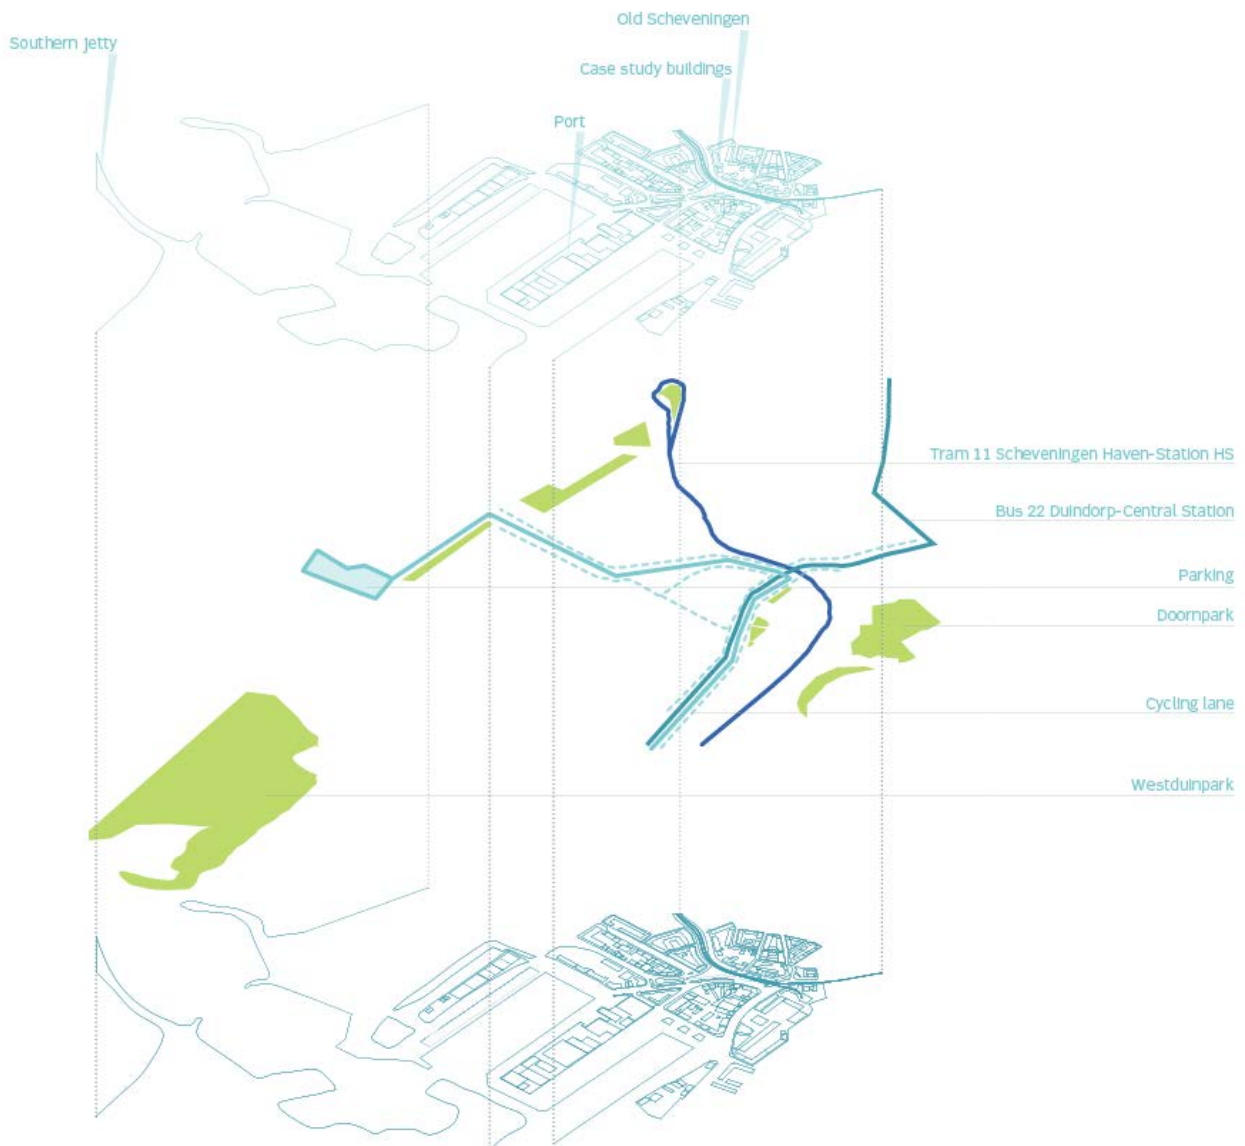 Old Scheveningen
Southern jetty
Case study buildings
Port
Tram 11 Scheveningen Haven-Station HS
Bus 22 Duindorp-Central Station
Parking
Doornpark
Cycling lane
Westduinpark